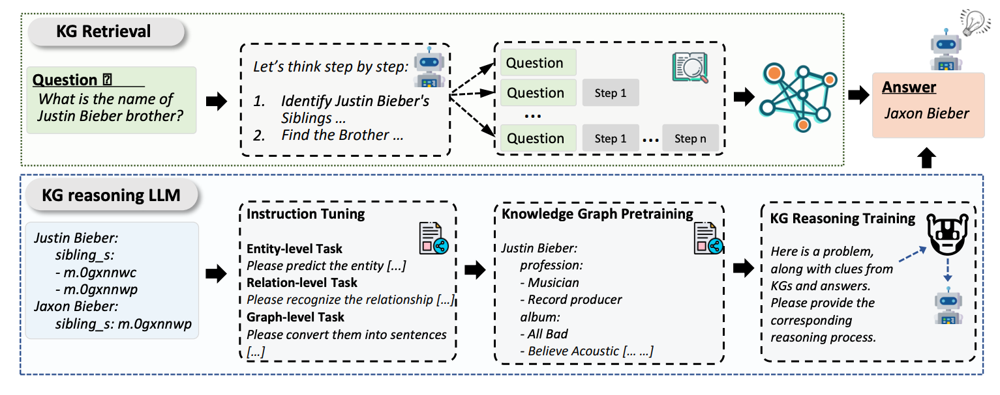 KG Retrieval
Question
What is the name of
Justin Bieber brother?
Let's think step by step:
1. Identify Justin Bieber's
Siblings ...
2. Find the Brother ...
Question
Question Step 1
...
Question Step 1 ... Step n
Answer
Jaxon Bieber
KG reasoning LLM
Justin Bieber:
sibling_s:
- m.0gxnnwc
- m.0gxnnwp
Jaxon Bieber:
sibling_s: m.0gxnnwp
Instruction Tuning
Entity-level Task
Please predict the entity [...]
Relation-level Task
Please recognize the relationship [...]
Graph-level Task
Please convert them into sentences
[...]
Knowledge Graph Pretraining
Justin Bieber:
profession:
- Musician
- Record producer
album:
- All Bad
- Believe Acoustic [... ...]
KG Reasoning Training
Here is a problem,
along with clues from
KGs and answers.
Please provide the
corresponding
reasoning process.